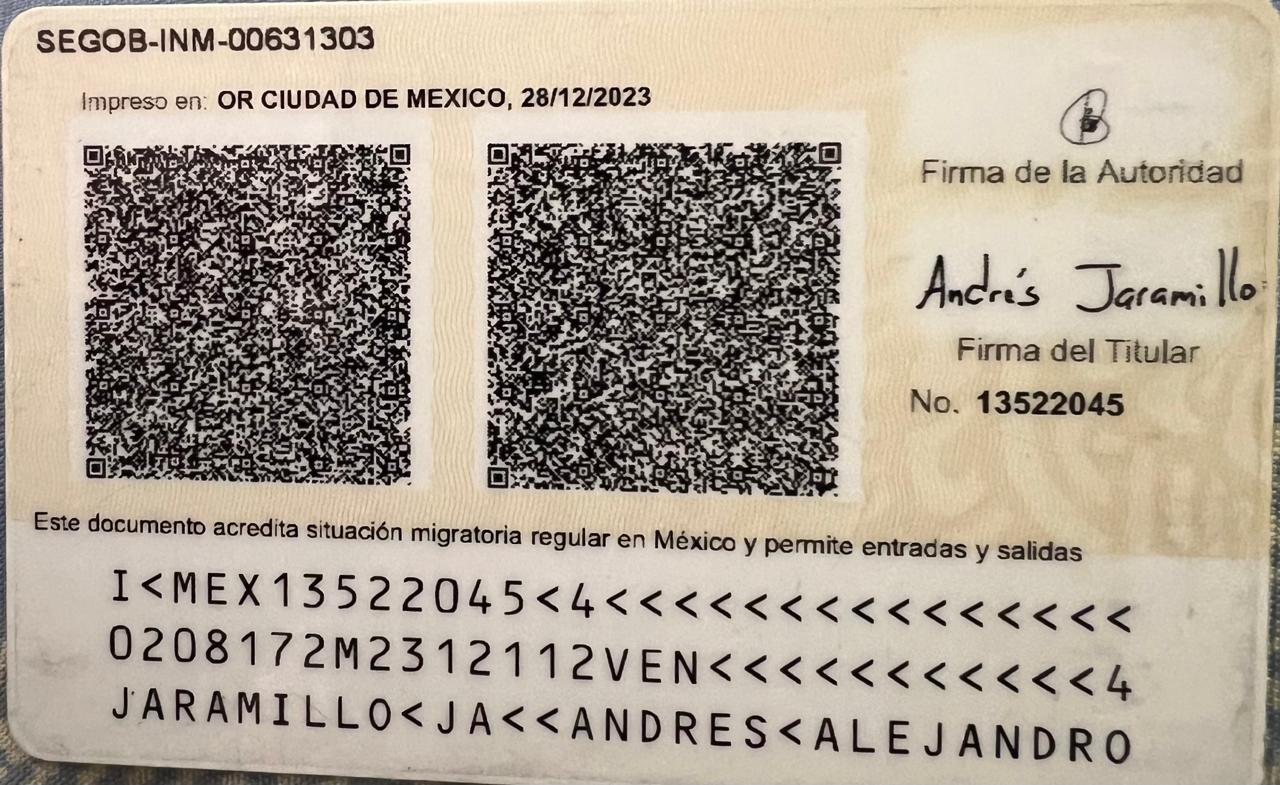 SEGOB-INM-00631303
Impreso en: OR CIUDAD DE MEXICO, 28/12/2023
Firma de la Autoridad
Andrés Jaramillo
Firma del Titular
No. 13522045
Este documento acredita situación migratoria regular en México y permite entradas y salidas
I<MEX13522045<4<<<<<<<<<<<<<<<
0208172M2312112VEN<<<<<<<<<<<4
JARAMILLO<JA<<ANDRES<ALEJANDRO